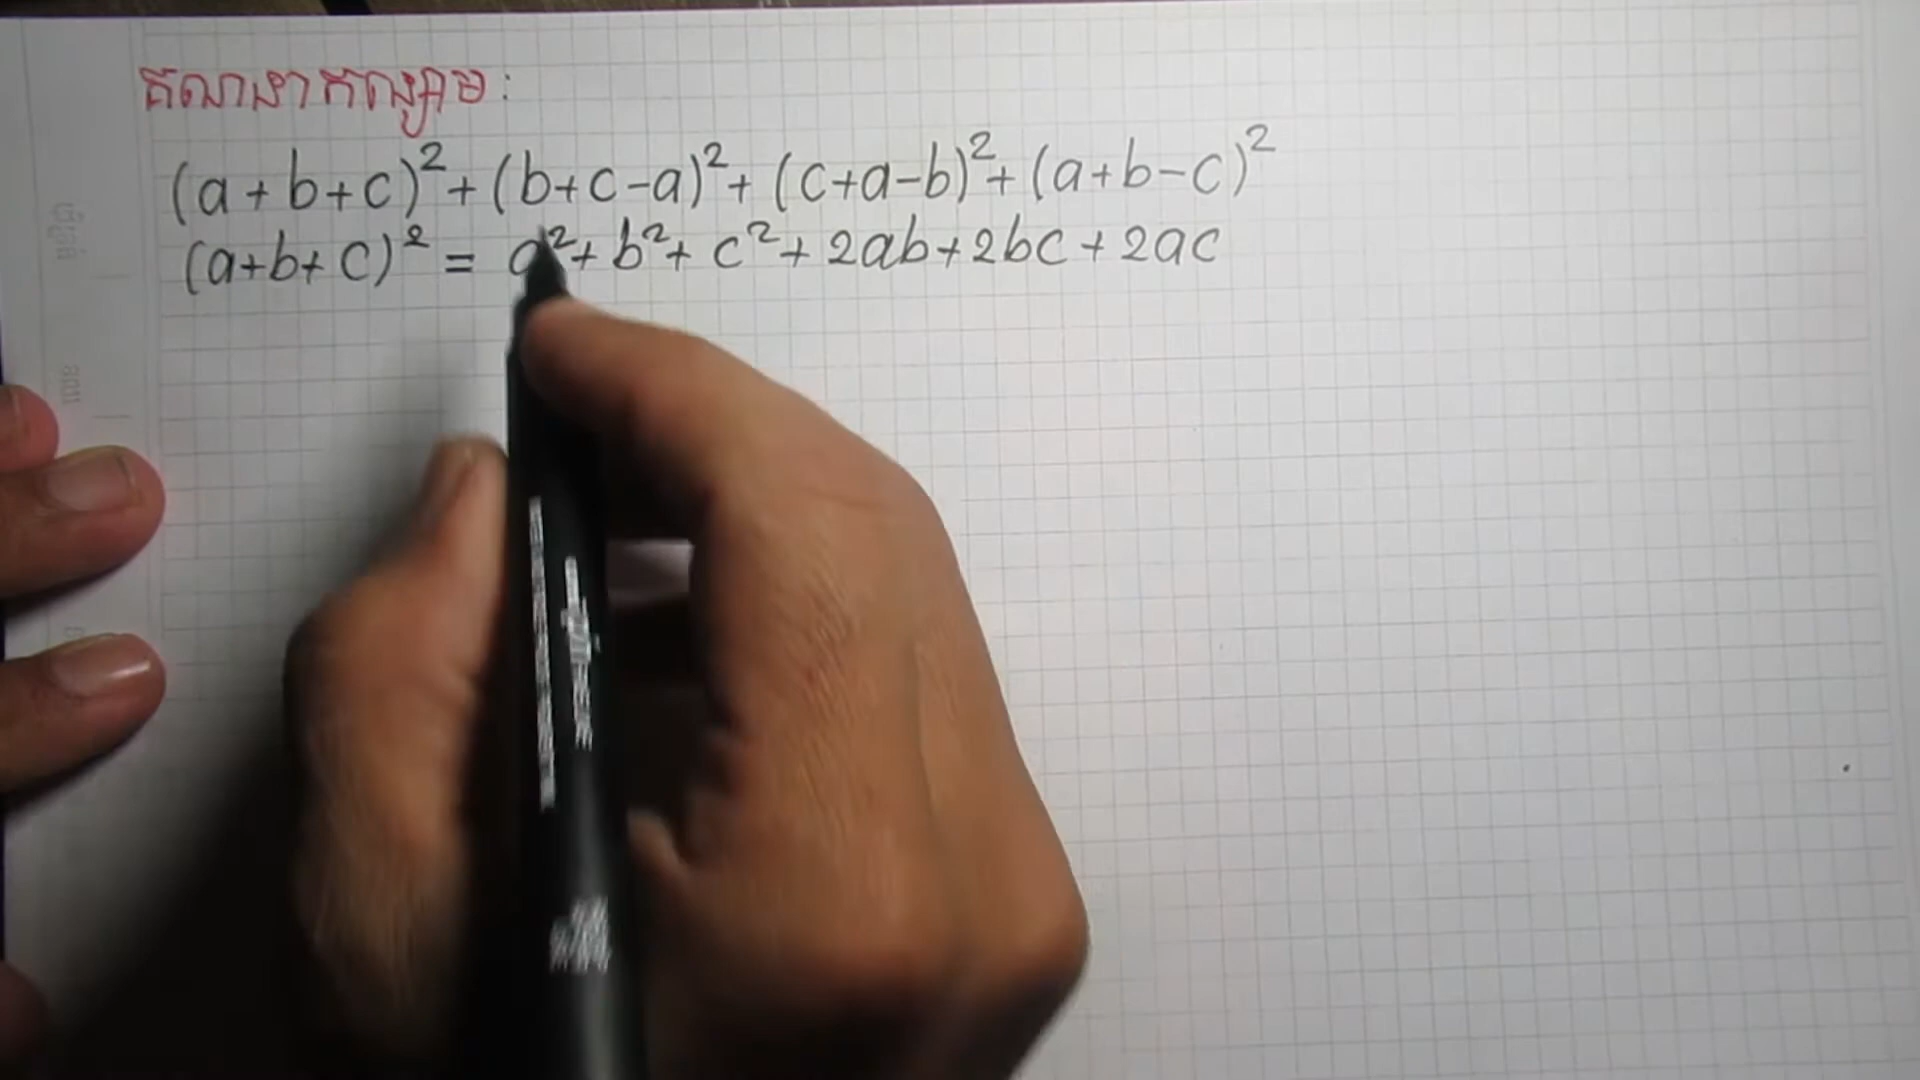 គណនាកន្សោម :
(a + b + c)² + (b + c - a)² + (c + a - b)² + (a + b - c)²
(a + b + c)² = a² + b² + c² + 2ab + 2bc + 2ac